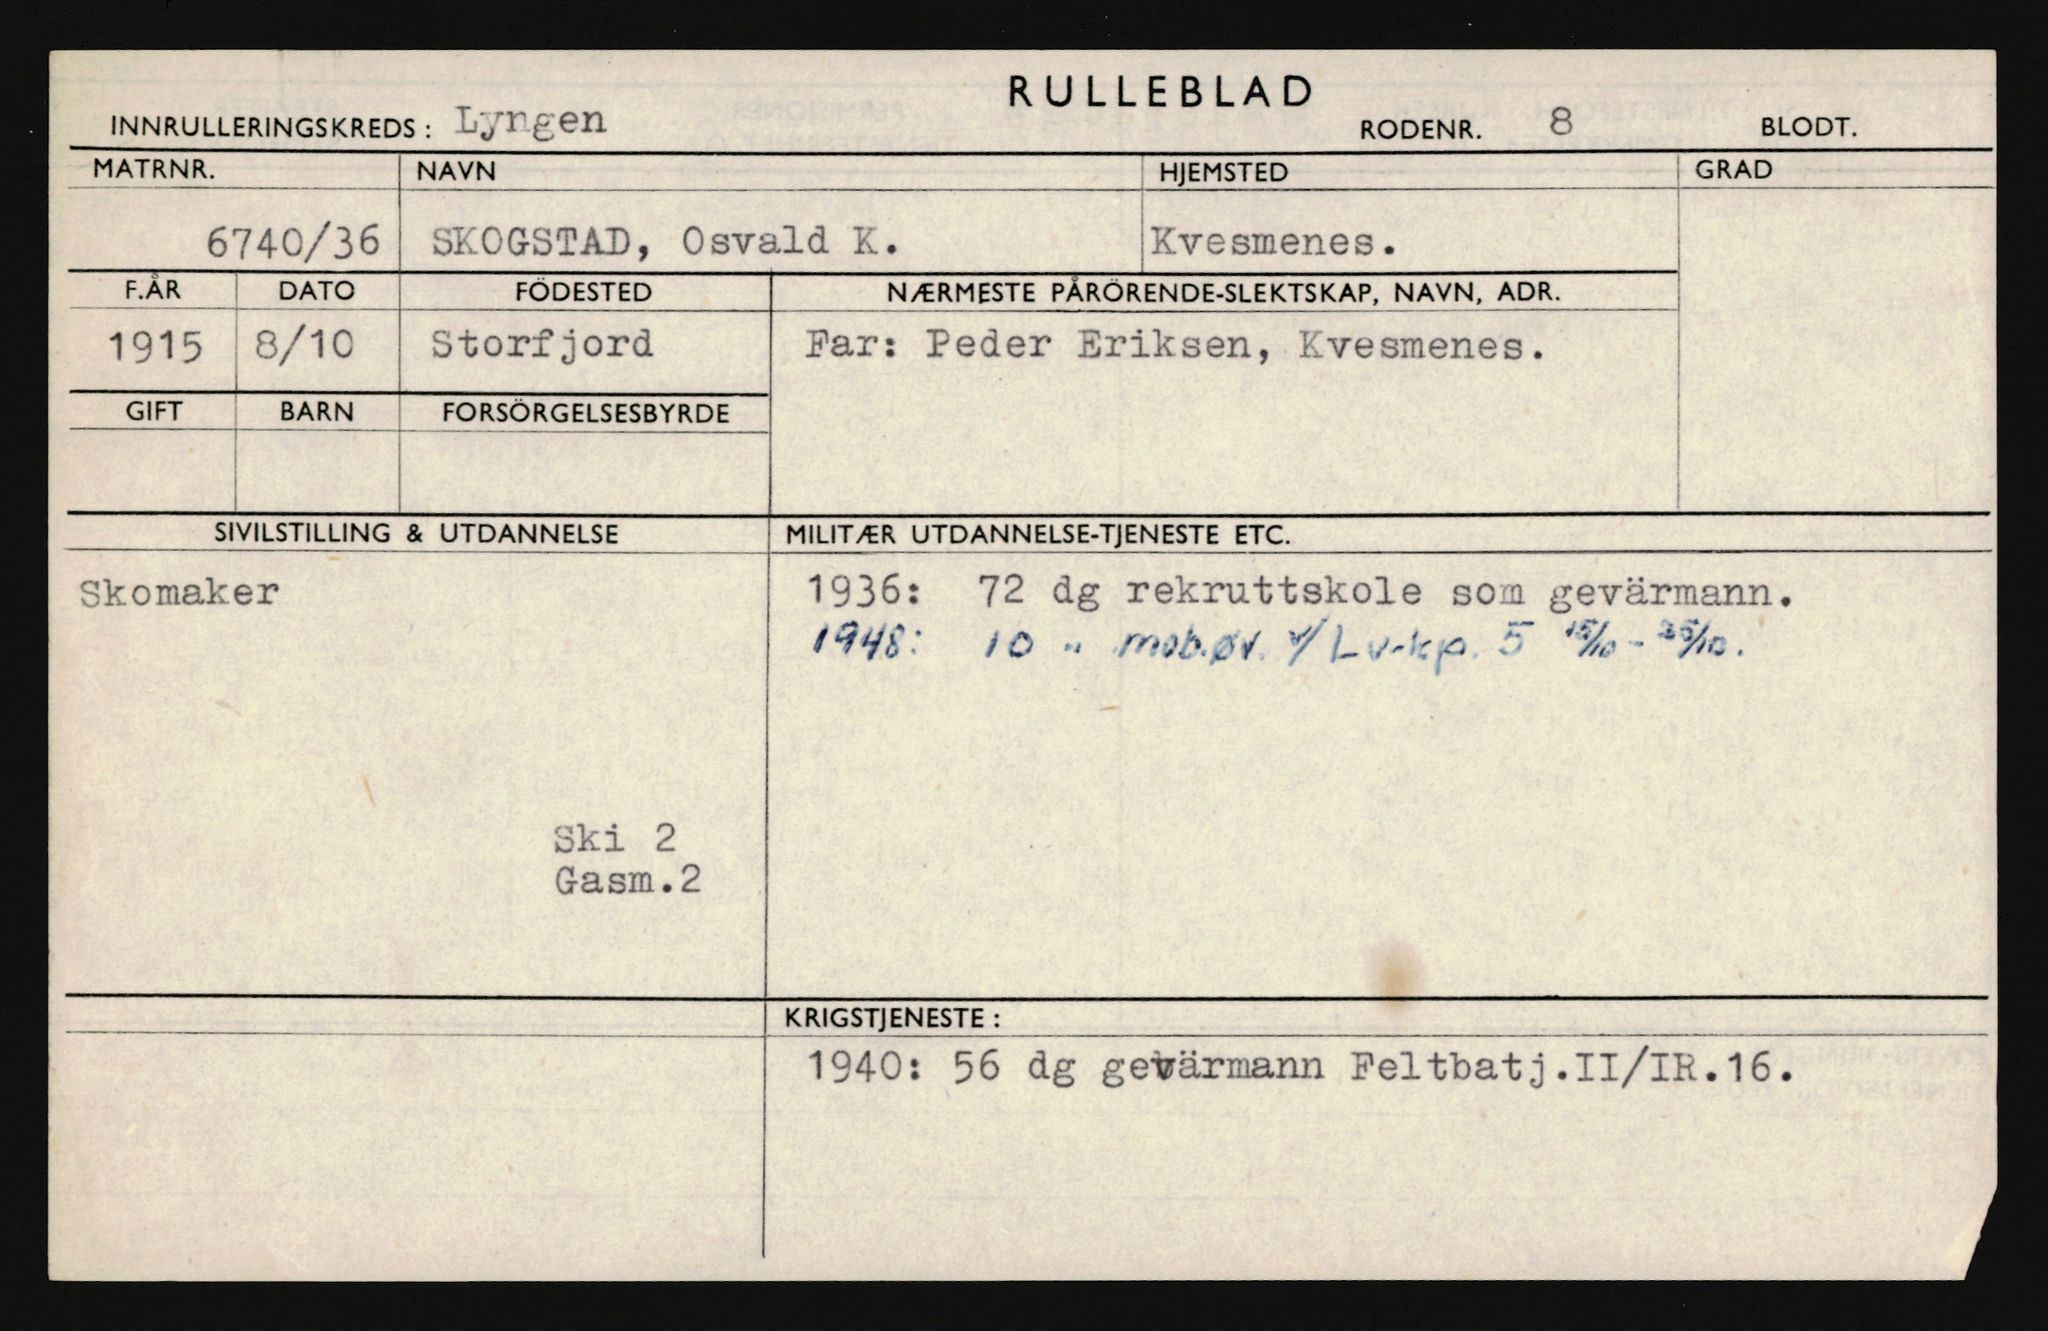 RULLEBLAD
INNRULLERINGSKREDS: Lyngen RODENR. 8 BLODT.
MATRNR. NAVN HJEMSTED GRAD
6740/36 SKOGSTAD, Osvald K. Kvesmenes.
F.ÅR DATO FÖDESTED NÆRMESTE PÅRÖRENDE-SLEKTSKAP, NAVN, ADR.
1915 8/10 Storfjord Far: Peder Eriksen, Kvesmenes.
GIFT BARN FORSÖRGELSESBYRDE
SIVILSTILLING & UTDANNELSE MILITÆR UTDANNELSE-TJENESTE ETC.
Skomaker 1936: 72 dg rekruttskole som gevärmann.
1948: 10 " mob.øv. v/ Lv-kp. 5 15/10 - 25/10.
Ski 2
Gasm.2
KRIGSTJENESTE:
1940: 56 dg gevärmann Feltbatj.II/IR.16.